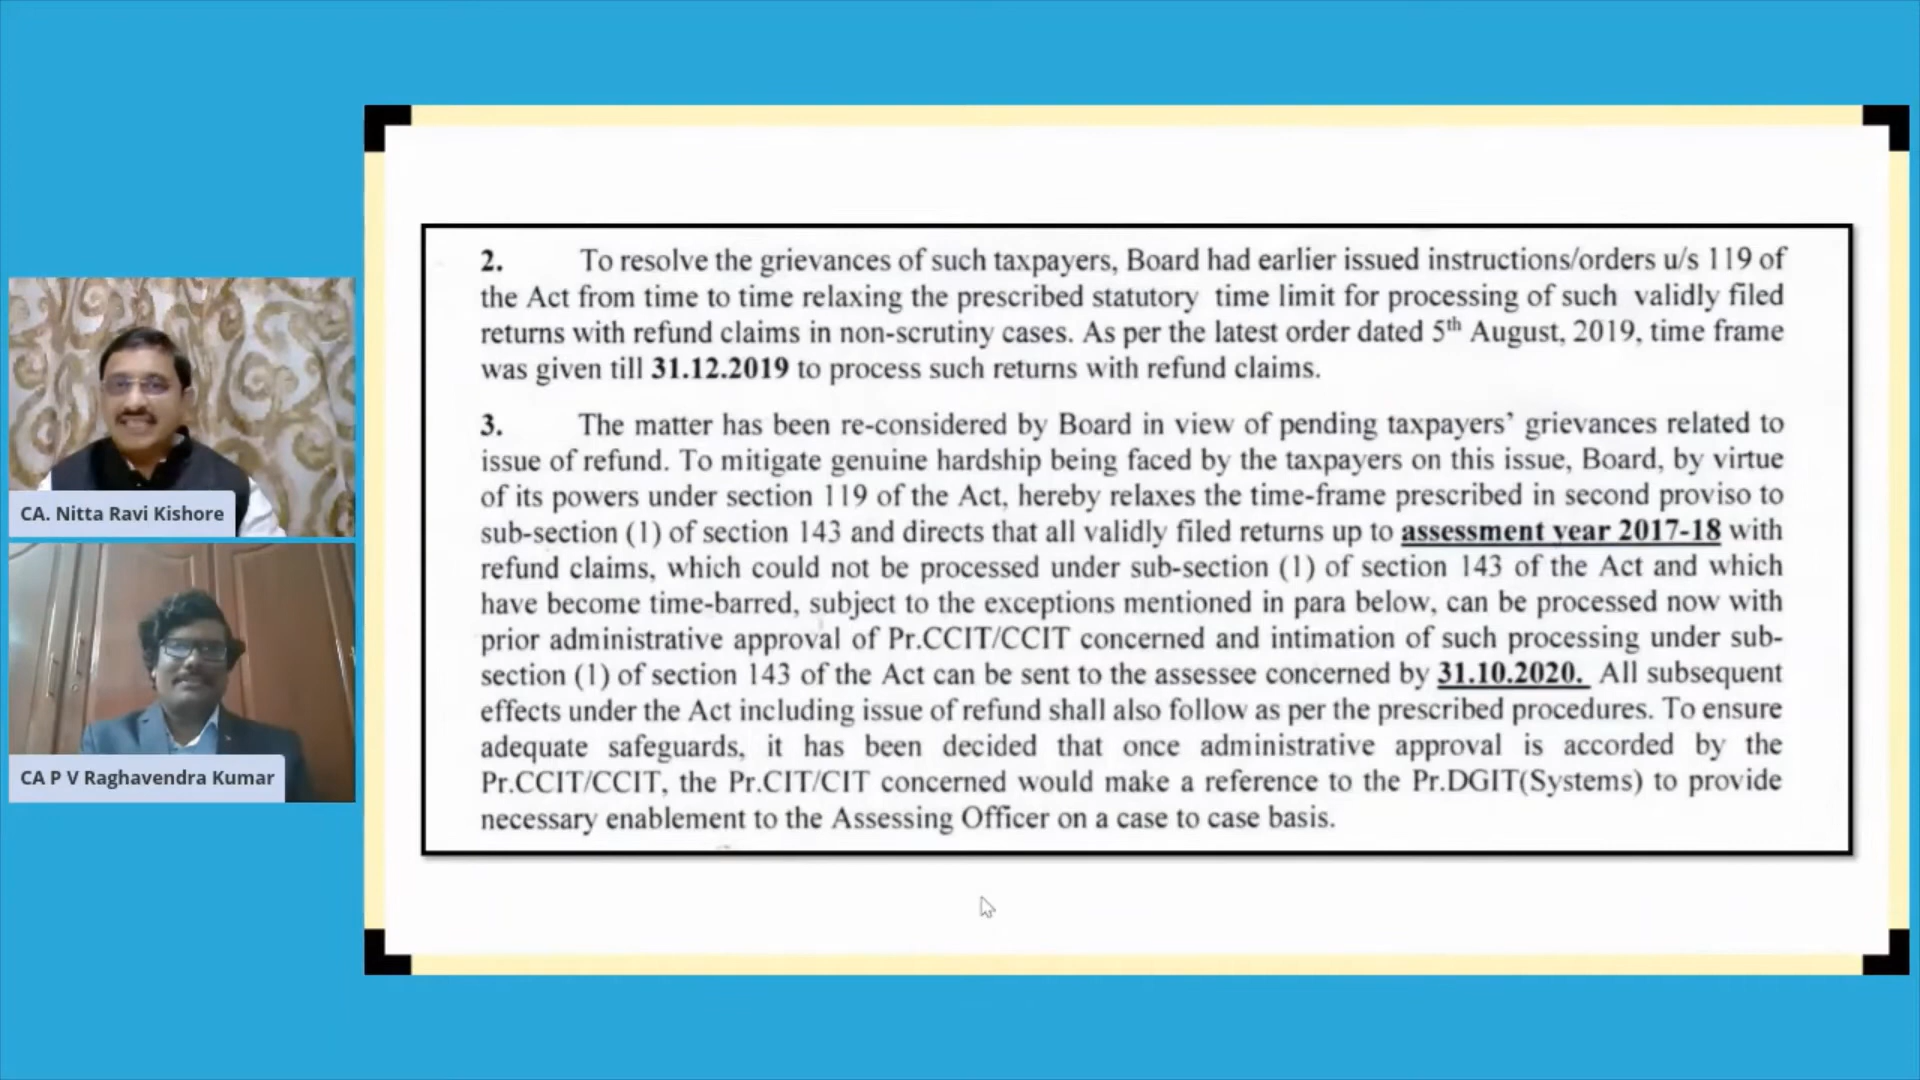 CA. Nitta Ravi Kishore
CA P V Raghavendra Kumar
2. To resolve the grievances of such taxpayers, Board had earlier issued instructions/orders u/s 119 of
the Act from time to time relaxing the prescribed statutory time limit for processing of such validly filed
returns with refund claims in non-scrutiny cases. As per the latest order dated 5th August, 2019, time frame
was given till 31.12.2019 to process such returns with refund claims.
3. The matter has been re-considered by Board in view of pending taxpayers’ grievances related to
issue of refund. To mitigate genuine hardship being faced by the taxpayers on this issue, Board, by virtue
of its powers under section 119 of the Act, hereby relaxes the time-frame prescribed in second proviso to
sub-section (1) of section 143 and directs that all validly filed returns up to assessment year 2017-18 with
refund claims, which could not be processed under sub-section (1) of section 143 of the Act and which
have become time-barred, subject to the exceptions mentioned in para below, can be processed now with
prior administrative approval of Pr.CCIT/CCIT concerned and intimation of such processing under sub-
section (1) of section 143 of the Act can be sent to the assessee concerned by 31.10.2020. All subsequent
effects under the Act including issue of refund shall also follow as per the prescribed procedures. To ensure
adequate safeguards, it has been decided that once administrative approval is accorded by the
Pr.CCIT/CCIT, the Pr.CIT/CIT concerned would make a reference to the Pr.DGIT(Systems) to provide
necessary enablement to the Assessing Officer on a case to case basis.